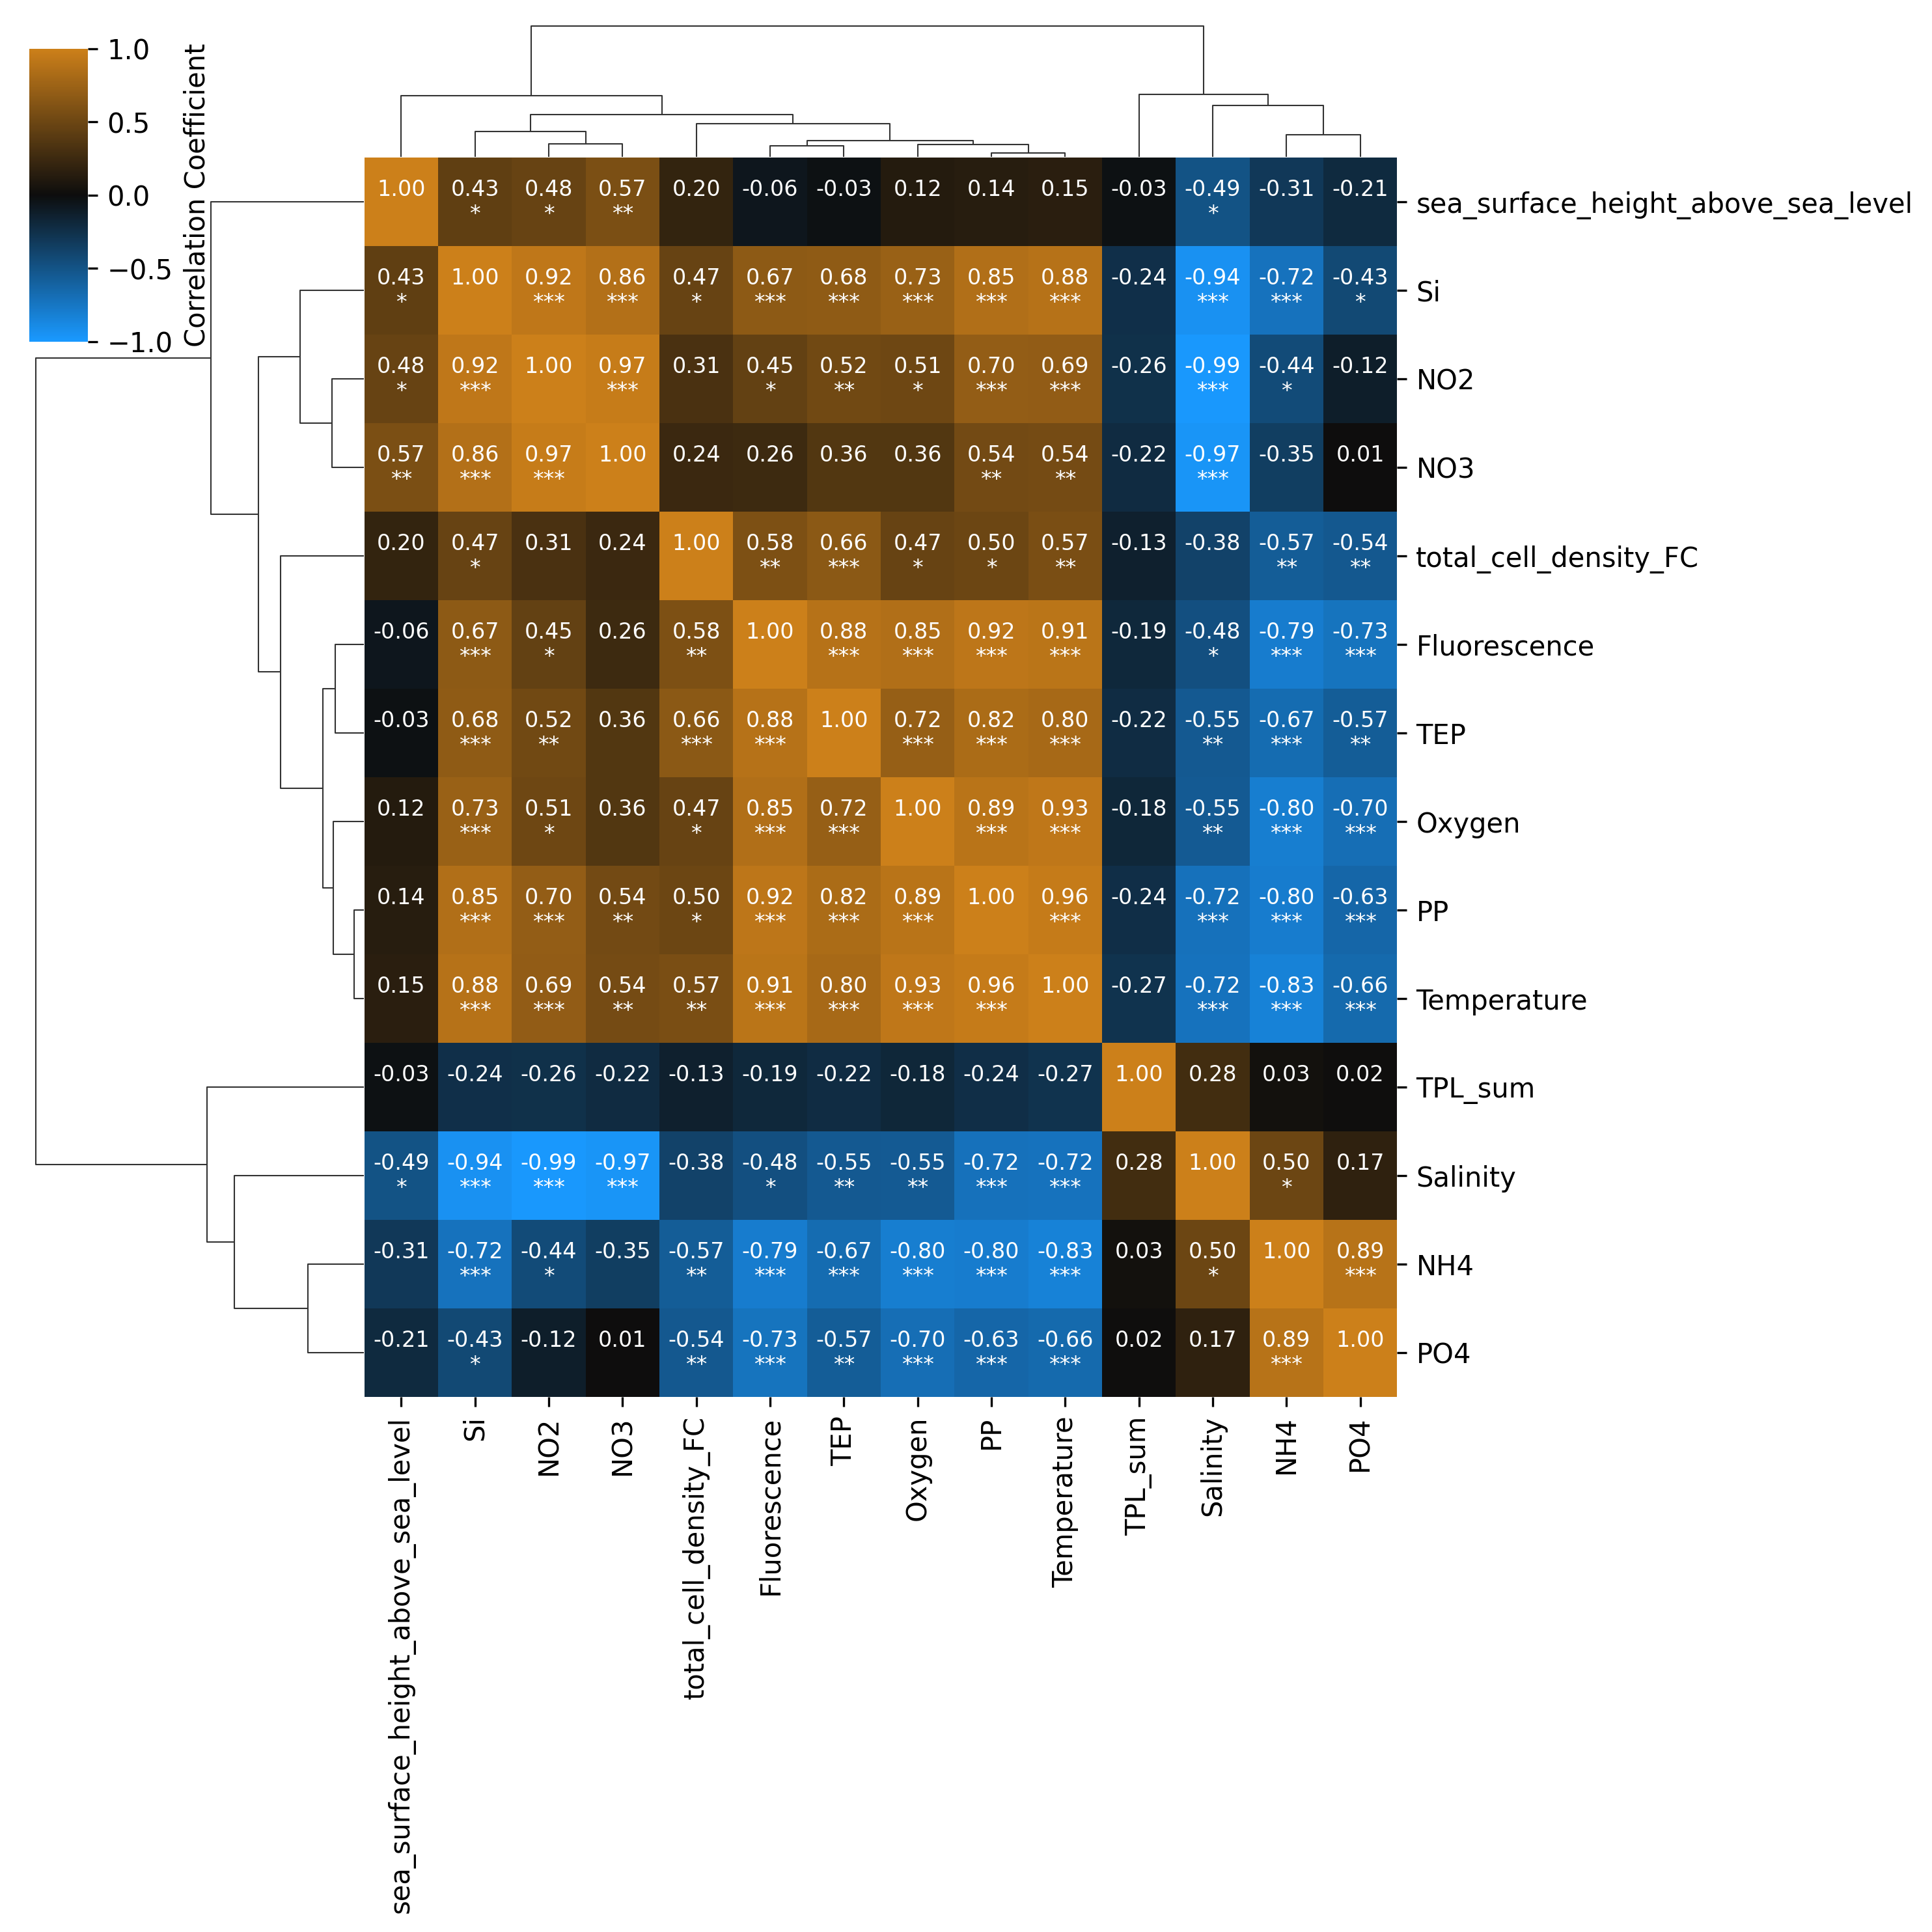 1.0
0.5
0.0
−0.5
−1.0
Correlation Coefficient
1.00 0.43 0.48 0.57 0.20 -0.06 -0.03 0.12 0.14 0.15 -0.03 -0.49 -0.31 -0.21 sea_surface_height_above_sea_level
* * ** *
0.43 1.00 0.92 0.86 0.47 0.67 0.68 0.73 0.85 0.88 -0.24 -0.94 -0.72 -0.43 Si
* *** *** * *** *** *** *** *** *** *** *
0.48 0.92 1.00 0.97 0.31 0.45 0.52 0.51 0.70 0.69 -0.26 -0.99 -0.44 -0.12 NO2
* *** *** * ** * *** *** *** *
0.57 0.86 0.97 1.00 0.24 0.26 0.36 0.36 0.54 0.54 -0.22 -0.97 -0.35 0.01 NO3
** *** *** ** ** ***
0.20 0.47 0.31 0.24 1.00 0.58 0.66 0.47 0.50 0.57 -0.13 -0.38 -0.57 -0.54 total_cell_density_FC
* ** *** * * ** ** **
-0.06 0.67 0.45 0.26 0.58 1.00 0.88 0.85 0.92 0.91 -0.19 -0.48 -0.79 -0.73 Fluorescence
*** * ** *** *** *** *** * *** ***
-0.03 0.68 0.52 0.36 0.66 0.88 1.00 0.72 0.82 0.80 -0.22 -0.55 -0.67 -0.57 TEP
*** ** *** *** *** *** *** ** *** **
0.12 0.73 0.51 0.36 0.47 0.85 0.72 1.00 0.89 0.93 -0.18 -0.55 -0.80 -0.70 Oxygen
*** * * *** *** *** *** ** *** ***
0.14 0.85 0.70 0.54 0.50 0.92 0.82 0.89 1.00 0.96 -0.24 -0.72 -0.80 -0.63 PP
*** *** ** * *** *** *** *** *** *** ***
0.15 0.88 0.69 0.54 0.57 0.91 0.80 0.93 0.96 1.00 -0.27 -0.72 -0.83 -0.66 Temperature
*** *** ** ** *** *** *** *** *** *** ***
-0.03 -0.24 -0.26 -0.22 -0.13 -0.19 -0.22 -0.18 -0.24 -0.27 1.00 0.28 0.03 0.02 TPL_sum
-0.49 -0.94 -0.99 -0.97 -0.38 -0.48 -0.55 -0.55 -0.72 -0.72 0.28 1.00 0.50 0.17 Salinity
* *** *** *** * ** ** *** *** *
-0.31 -0.72 -0.44 -0.35 -0.57 -0.79 -0.67 -0.80 -0.80 -0.83 0.03 0.50 1.00 0.89 NH4
*** * ** *** *** *** *** *** * ***
-0.21 -0.43 -0.12 0.01 -0.54 -0.73 -0.57 -0.70 -0.63 -0.66 0.02 0.17 0.89 1.00 PO4
* ** *** ** *** *** *** ***
sea_surface_height_above_sea_level
Si
NO2
NO3
total_cell_density_FC
Fluorescence
TEP
Oxygen
PP
Temperature
TPL_sum
Salinity
NH4
PO4